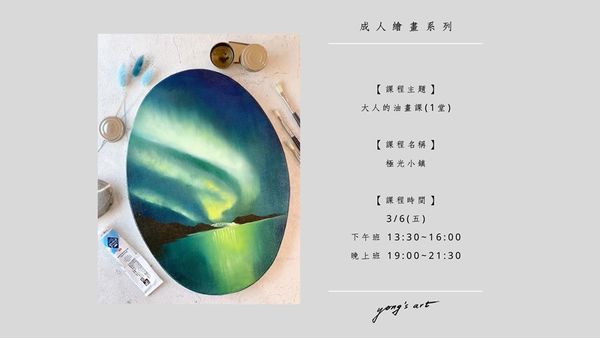 成人繪畫系列
【課程主題】
大人的油畫課(1堂)
【課程名稱】
極光小鎮
【課程時間】
3/6(五)
下午班 13:30~16:00
晚上班 19:00~21:30
yong's art